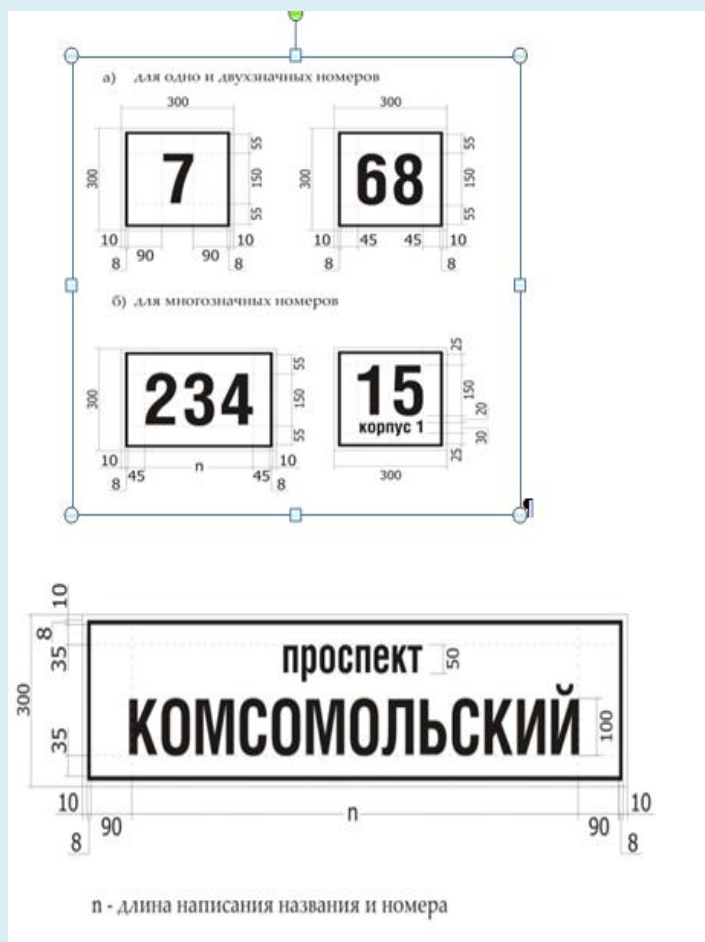 а) для одно и двухзначных номеров
300 300
300 7 55 150 55 300 68 55 150 55
10 90 90 10 10 45 45 10
8 8 8 8
б) для многозначных номеров
300 234 55 150 55 15 25 150 20 30 25
корпус 1
10 45 n 45 10 300
8 8
¶
10
8
35 проспект 50
300
КОМСОМОЛЬСКИЙ 100
35
10 90 n 90 10
8 8
n - длина написания названия и номера